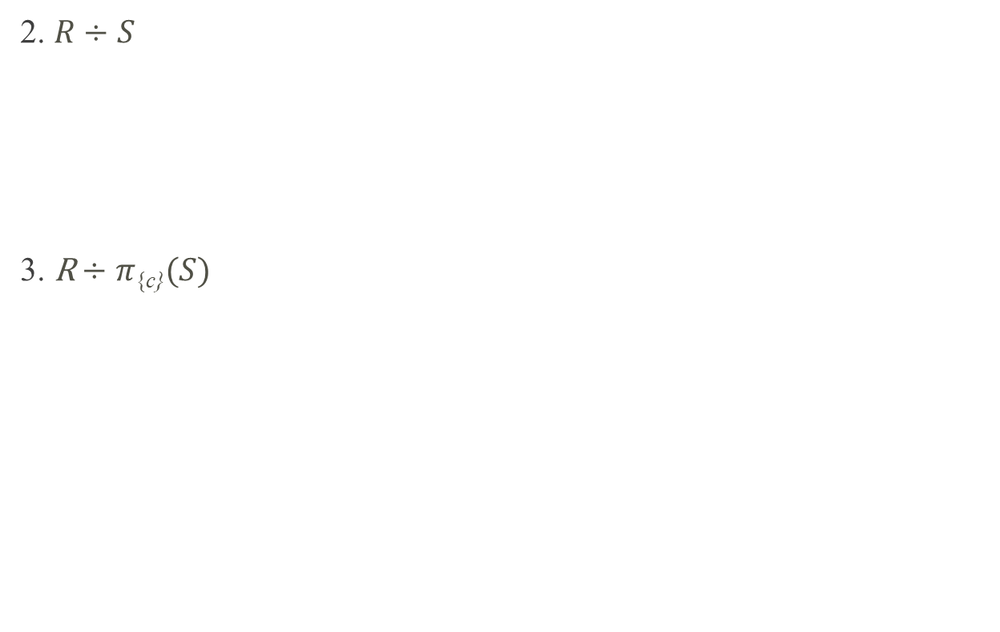 2. R ÷ S
3. R ÷ π{c}(S)